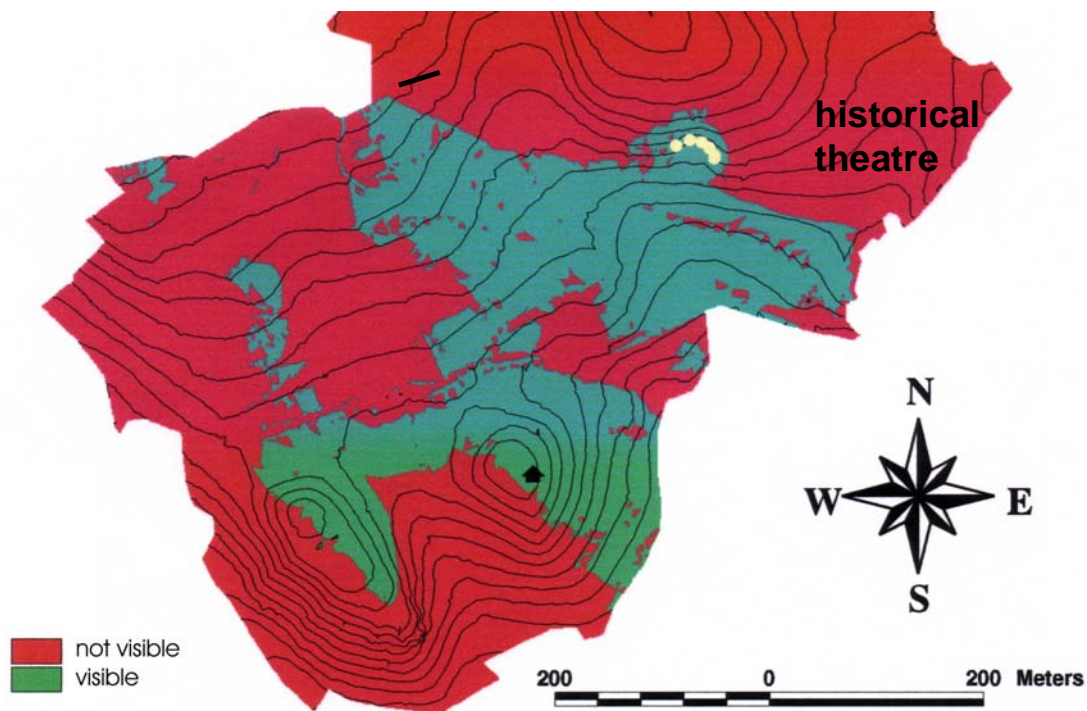 historical
theatre
N
W E
S
not visible
visible
200 0 200 Meters